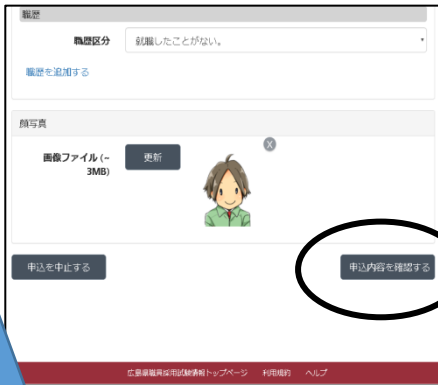 職歴
職歴区分 就職したことがない。
職歴を追加する
顔写真
画像ファイル (~ 更新 X
3MB)
申込を中止する 申込内容を確認する
広島県職員採用試験情報トップページ 利用規約 ヘルプ